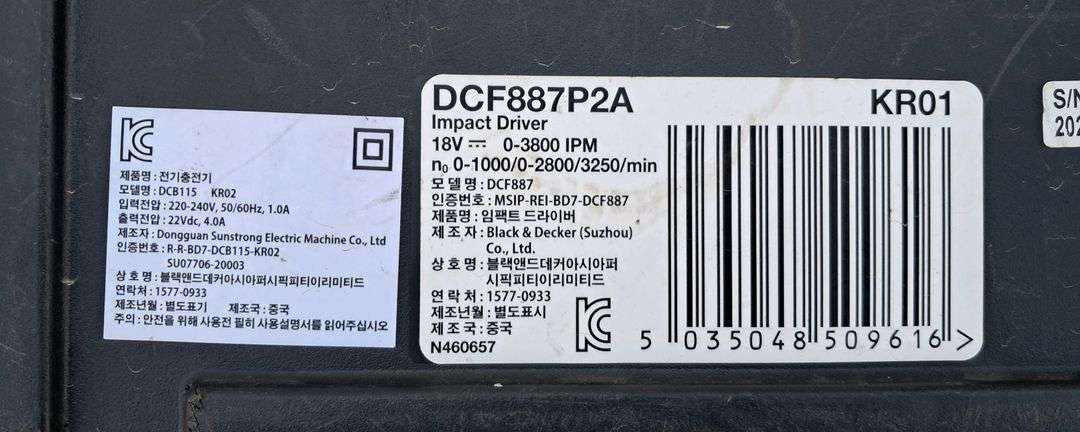 KC
제품명 : 전기충전기
모델명 : DCB115 KR02
입력전압 : 220-240V, 50/60Hz, 1.0A
출력전압 : 22Vdc, 4.0A
제조자 : Dongguan Sunstrong Electric Machine Co., Ltd
인증번호 : R-R-BD7-DCB115-KR02
SU07706-20003
상 호 명 : 블랙앤드데커아시아퍼시픽피티이리미티드
연 락 처 : 1577-0933
제조년월 : 별도표기 제조국 : 중국
주의 : 안전을 위해 사용전 필히 사용설명서를 읽어주십시오
DCF887P2A KR01
Impact Driver
18V ⎓ 0-3800 IPM
n₀ 0-1000/0-2800/3250/min
모 델 명 : DCF887
인증번호 : MSIP-REI-BD7-DCF887
제품명 : 임팩트 드라이버
제 조 자 : Black & Decker (Suzhou)
Co., Ltd.
상 호 명 : 블랙앤드데커아시아퍼
시픽피티이리미티드
연 락 처 : 1577-0933
제조년월 : 별도표시
제 조 국 : 중국
N460657
KC
5 035048 509616 >
S/N
202